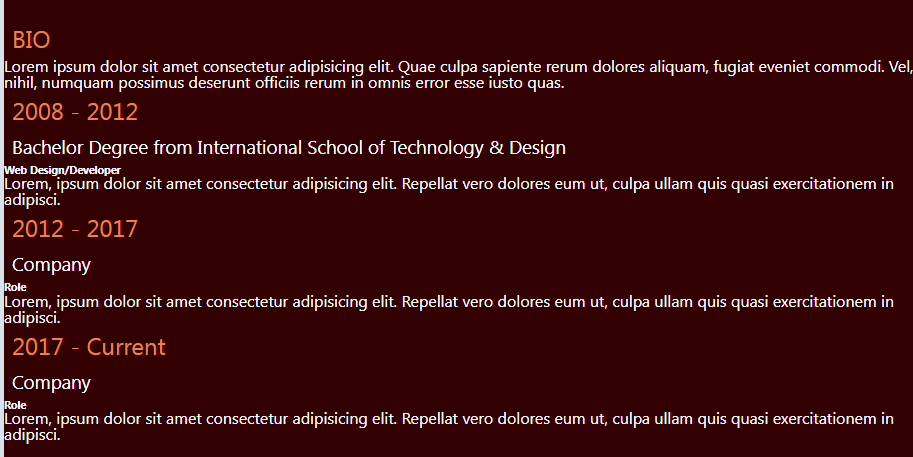 BIO
Lorem ipsum dolor sit amet consectetur adipisicing elit. Quae culpa sapiente rerum dolores aliquam, fugiat eveniet commodi. Vel,
nihil, numquam possimus deserunt officiis rerum in omnis error esse iusto quas.
2008 - 2012
Bachelor Degree from International School of Technology & Design
Web Design/Developer
Lorem, ipsum dolor sit amet consectetur adipisicing elit. Repellat vero dolores eum ut, culpa ullam quis quasi exercitationem in
adipisci.
2012 - 2017
Company
Role
Lorem, ipsum dolor sit amet consectetur adipisicing elit. Repellat vero dolores eum ut, culpa ullam quis quasi exercitationem in
adipisci.
2017 - Current
Company
Role
Lorem, ipsum dolor sit amet consectetur adipisicing elit. Repellat vero dolores eum ut, culpa ullam quis quasi exercitationem in
adipisci.